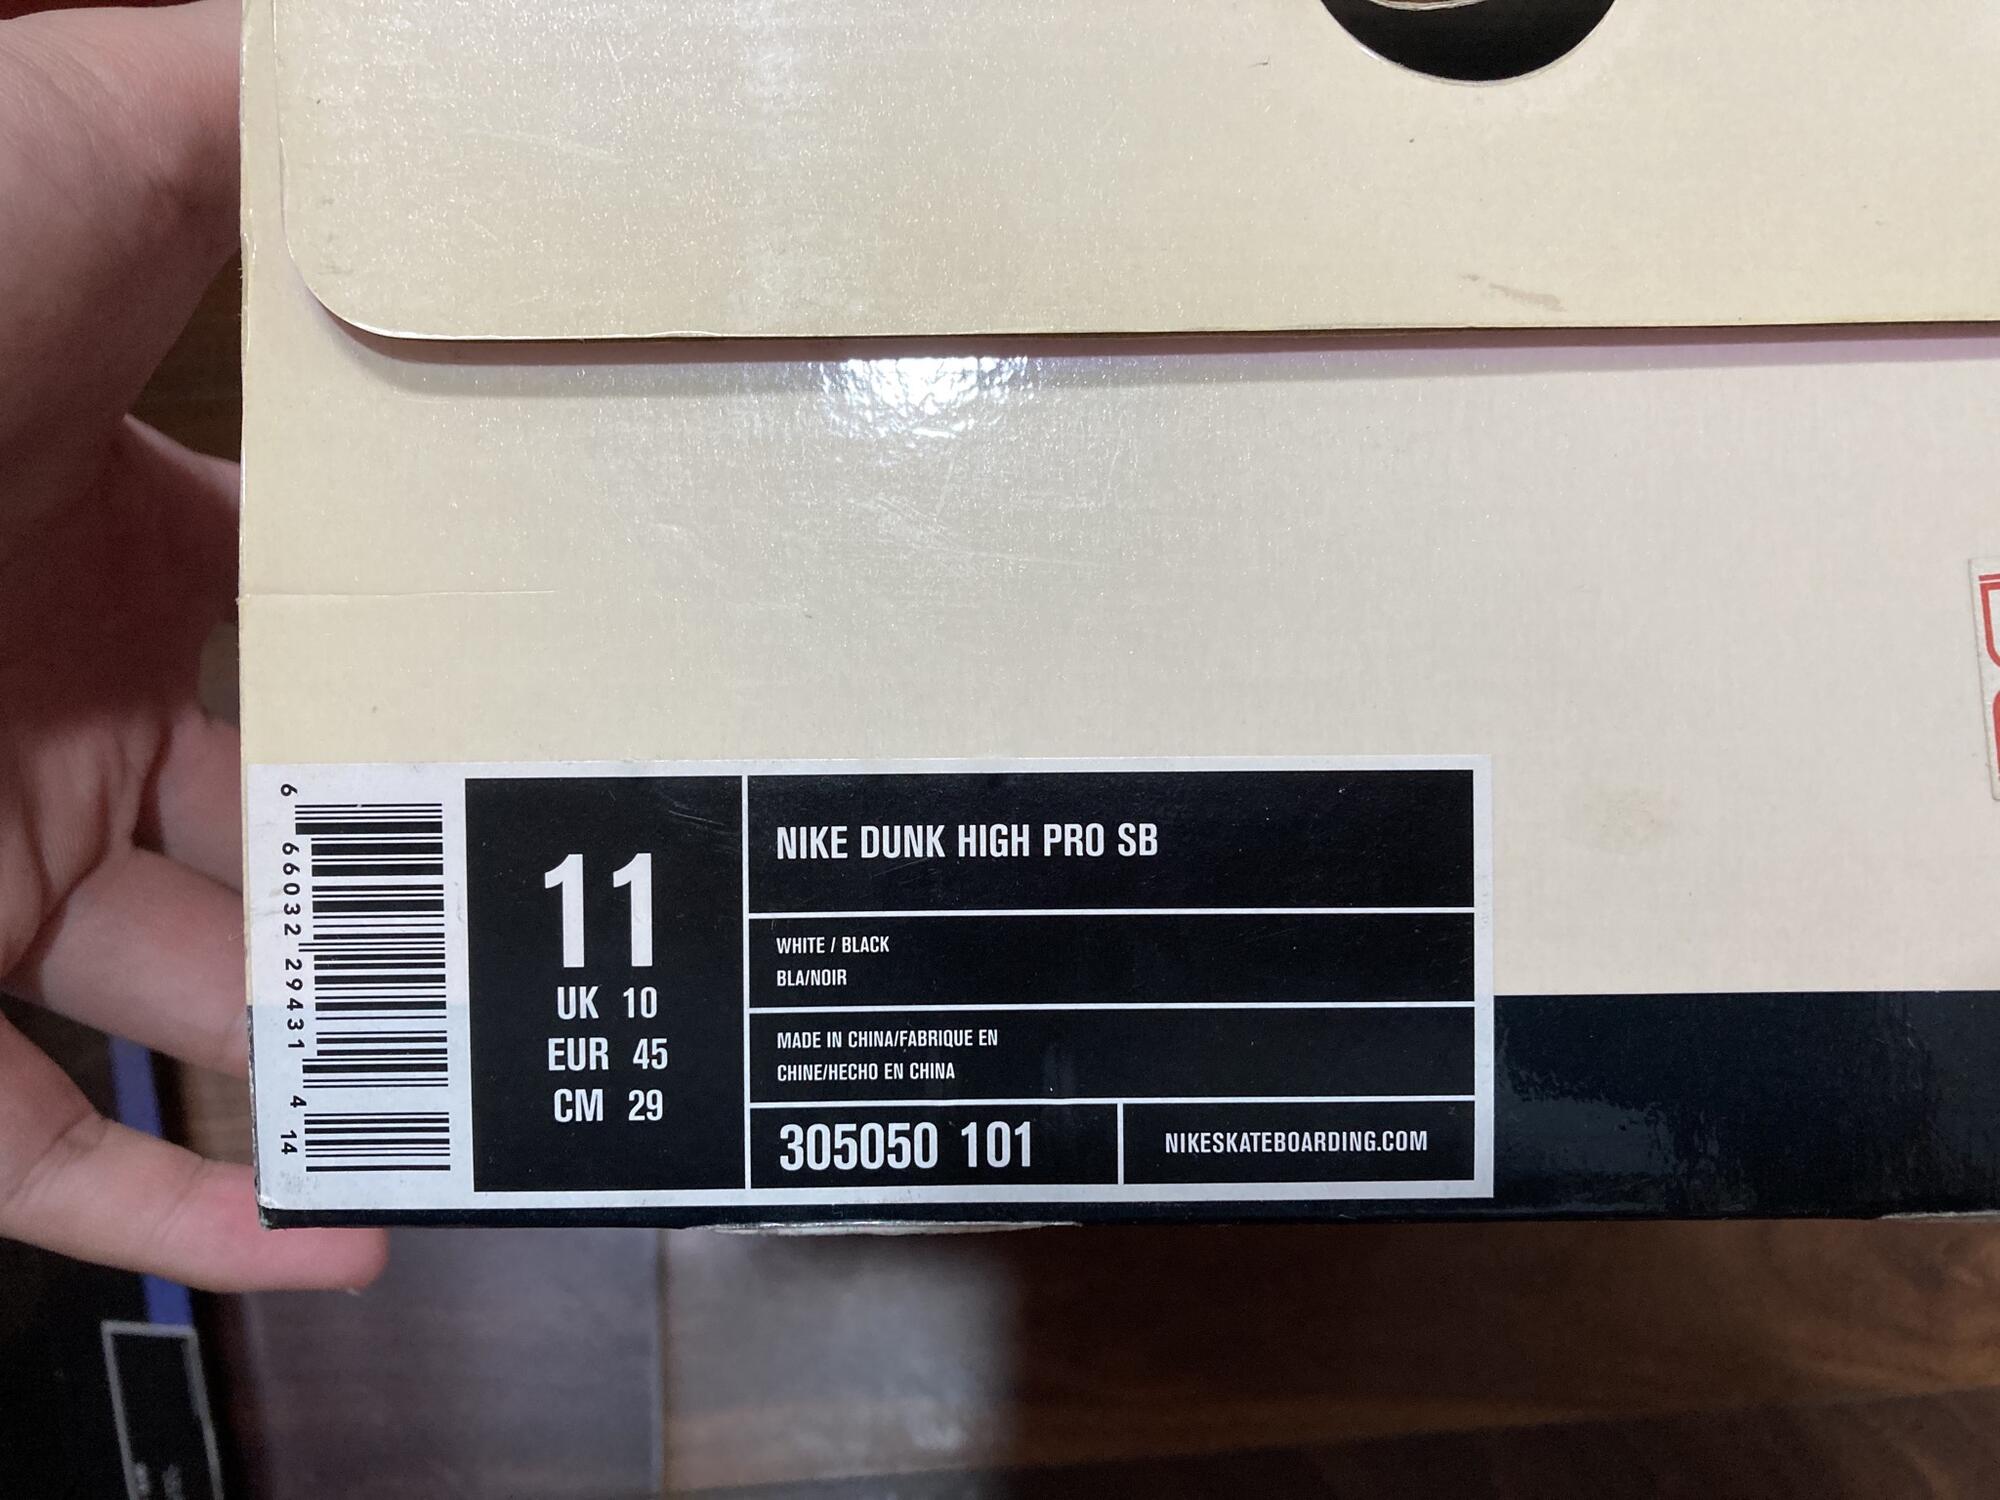 6 66032 29431 4 14
11
UK 10
EUR 45
CM 29
NIKE DUNK HIGH PRO SB
WHITE / BLACK
BLA/NOIR
MADE IN CHINA/FABRIQUE EN
CHINE/HECHO EN CHINA
305050 101
NIKESKATEBOARDING.COM